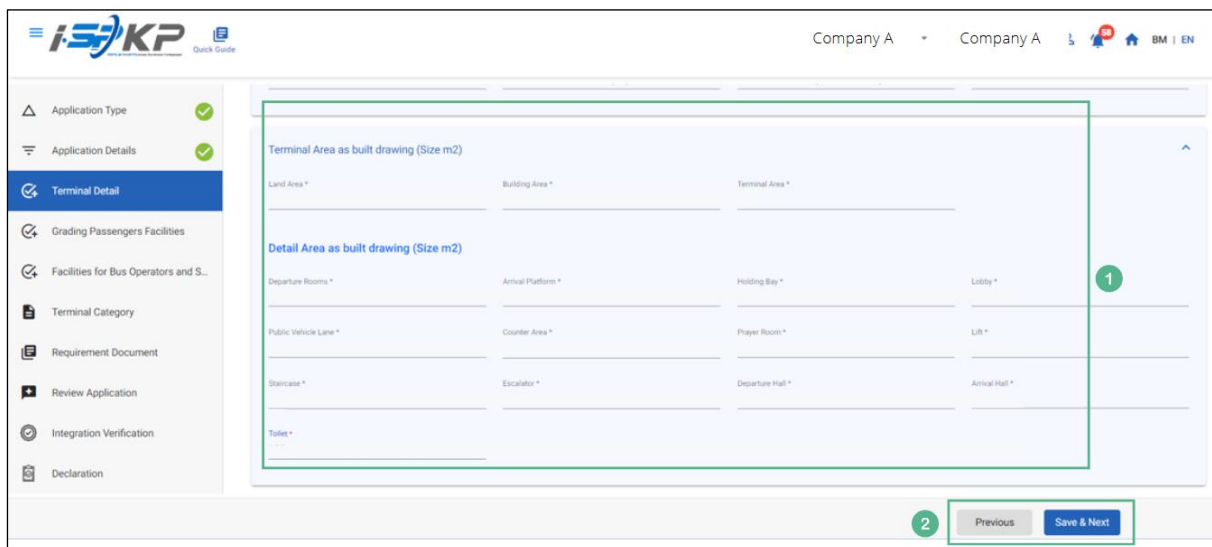 i-SPKP
Quick Guide
Company A
Company A
58
BM | EN
Application Type
Application Details
Terminal Detail
Grading Passengers Facilities
Facilities for Bus Operators and S...
Terminal Category
Requirement Document
Review Application
Integration Verification
Declaration
Terminal Area as built drawing (Size m2)
Land Area *
Building Area *
Terminal Area *
Detail Area as built drawing (Size m2)
Departure Rooms *
Arrival Platform *
Holding Bay *
Lobby *
1
Public Vehicle Lane *
Counter Area *
Prayer Room *
Lift *
Staircase *
Escalator *
Departure Hall *
Arrival Hall *
Toilet *
2
Previous
Save & Next